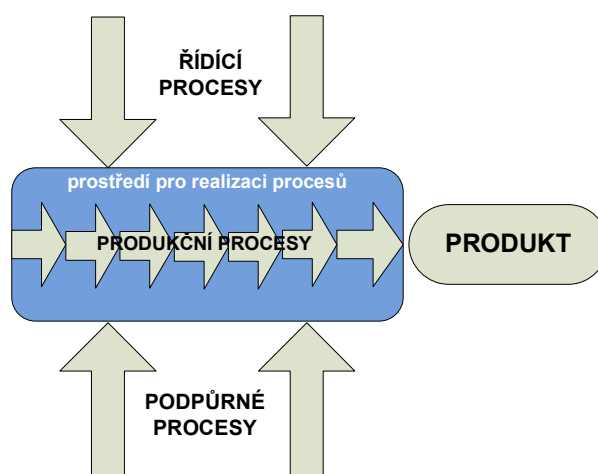 ŘÍDÍCÍ
PROCESY
prostředí pro realizaci procesů
PRODUKČNÍ PROCESY
PRODUKT
PODPŮRNÉ
PROCESY